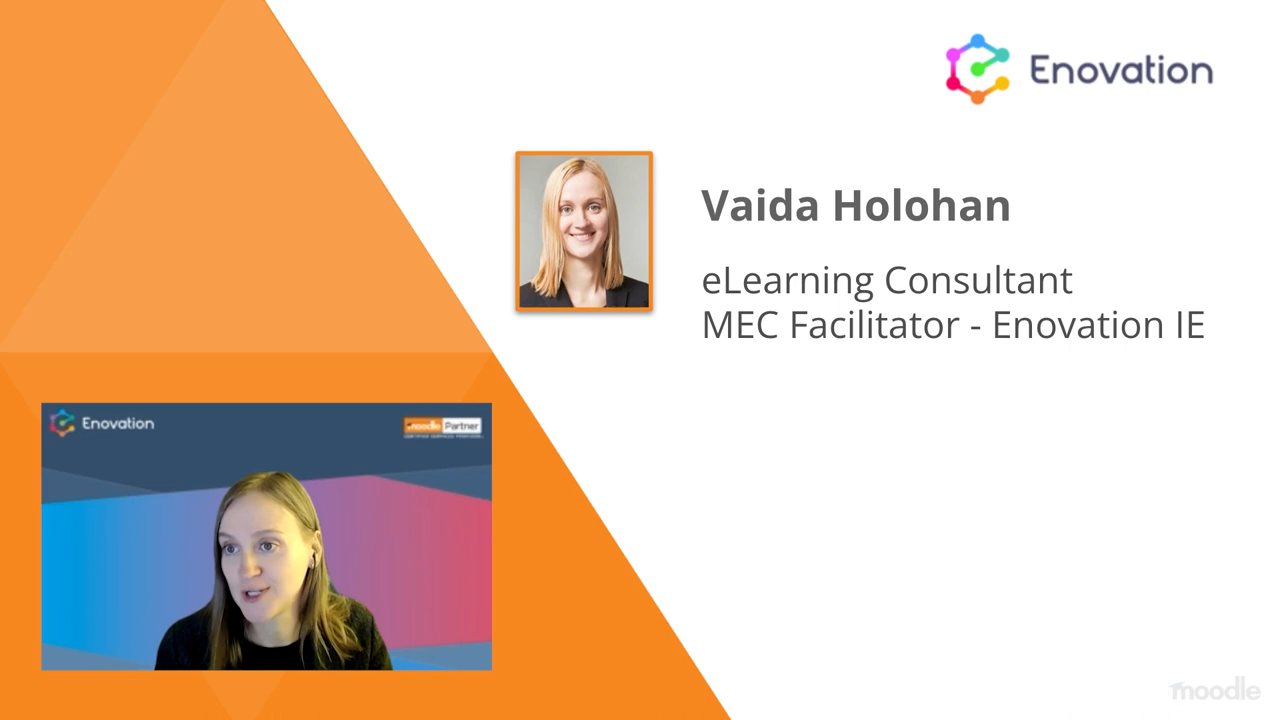 Enovation
Vaida Holohan
eLearning Consultant
MEC Facilitator - Enovation IE
Enovation
moodle Partner
moodle